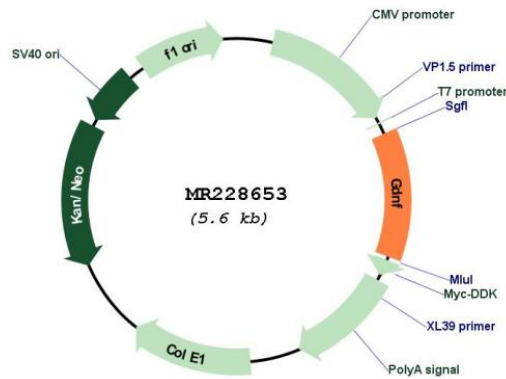 CMV promoter
VP1.5 primer
T7 promoter
SgfI
Gdnf
MluI
Myc-DDK
XL39 primer
PolyA signal
Col E1
Kan/Neo
SV40 ori
f1 ori
MR228653
(5.6 kb)